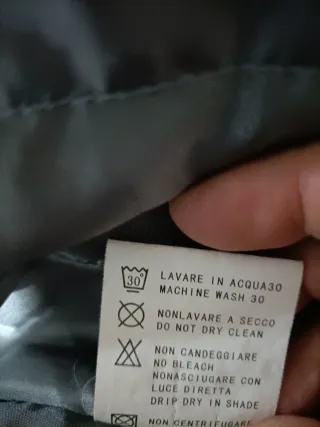 30°
LAVARE IN ACQUA30
MACHINE WASH 30
NONLAVARE A SECCO
DO NOT DRY CLEAN
NON CANDEGGIARE
NO BLEACH
NONASCIUGARE CON
LUCE DIRETTA
DRIP DRY IN SHADE
NON CENTRIFUGARE